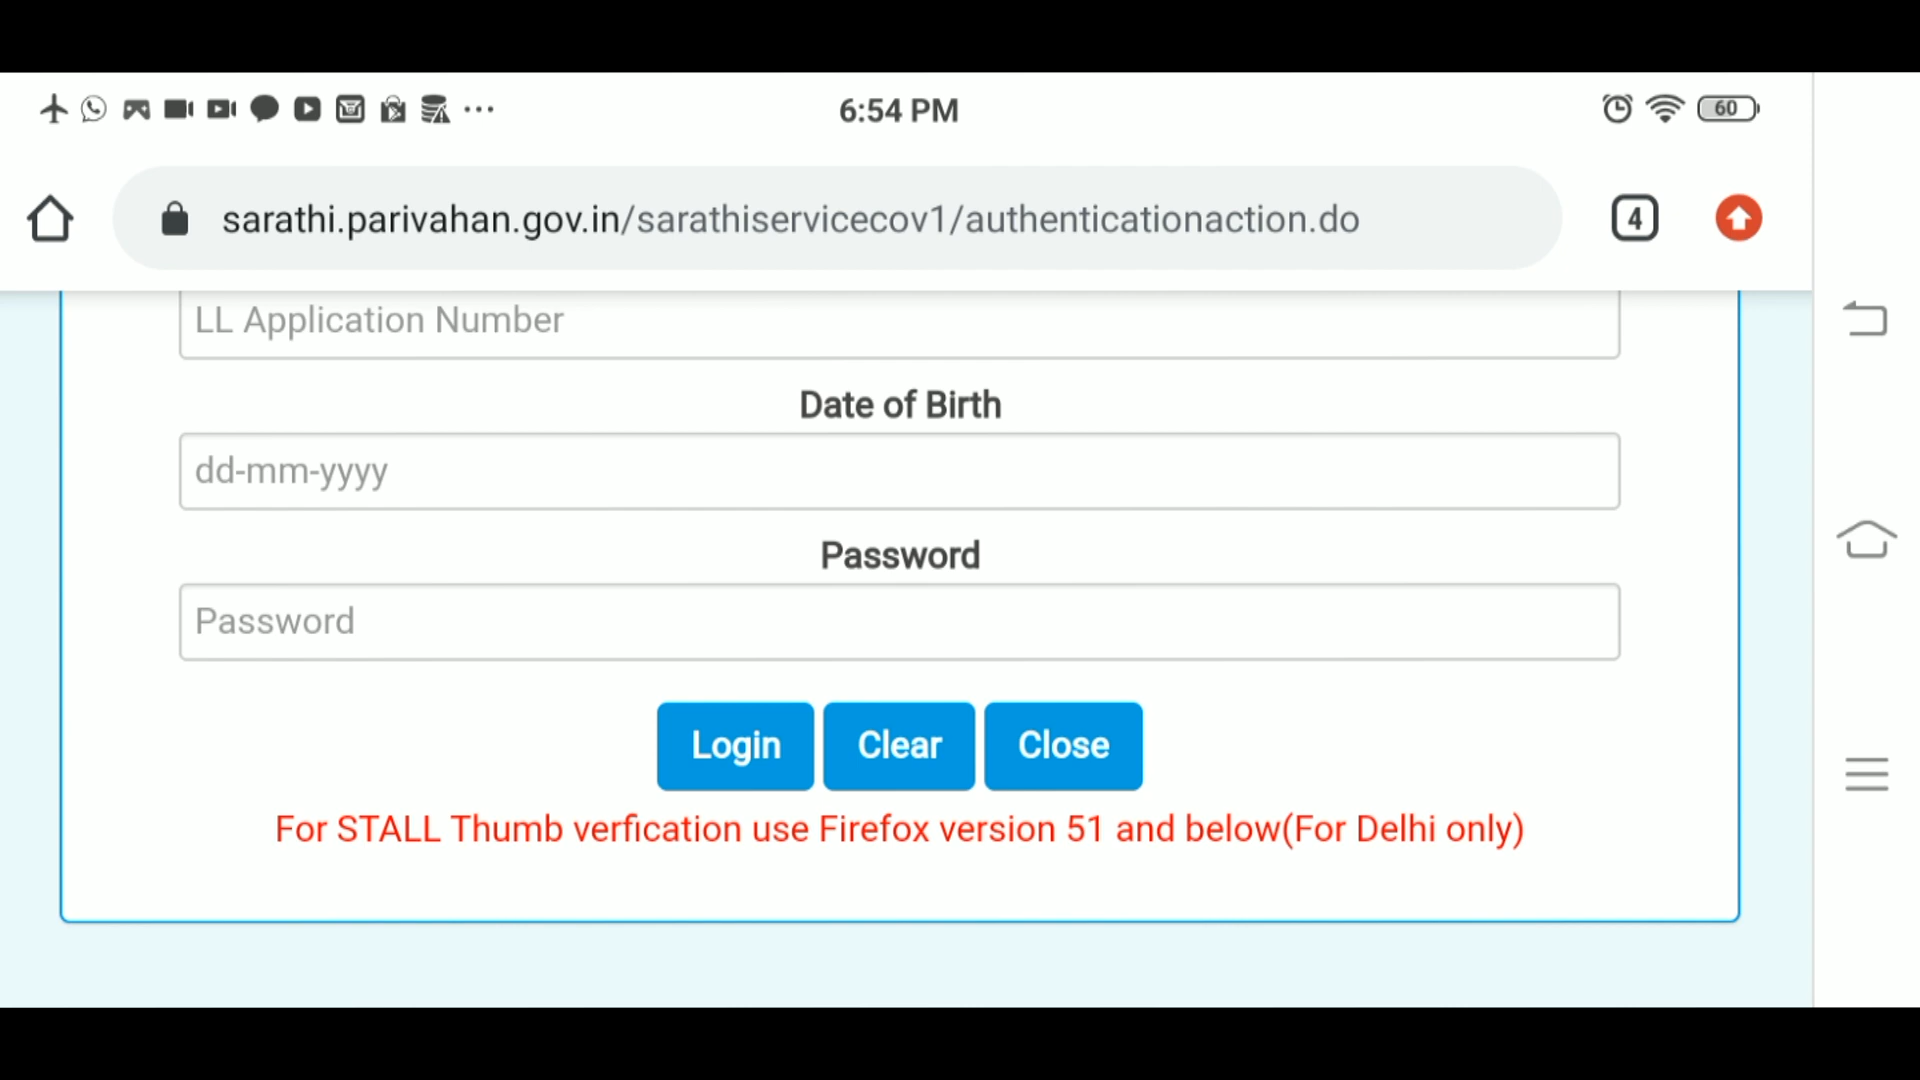 6:54 PM
60
sarathi.parivahan.gov.in/sarathiservicecov1/authenticationaction.do
4
LL Application Number
Date of Birth
dd-mm-yyyy
Password
Password
Login Clear Close
For STALL Thumb verfication use Firefox version 51 and below(For Delhi only)